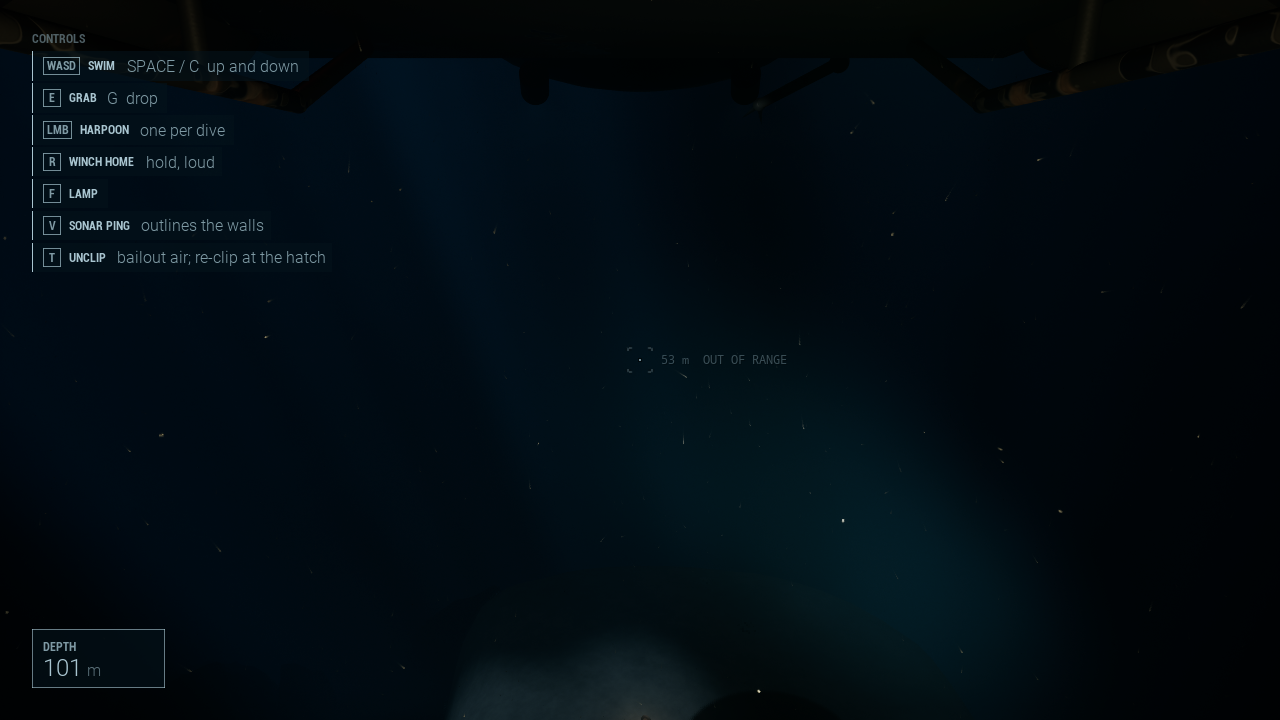 CONTROLS
WASD SWIM SPACE / C up and down
E GRAB G drop
LMB HARPOON one per dive
R WINCH HOME hold, loud
F LAMP
V SONAR PING outlines the walls
T UNCLIP bailout air; re-clip at the hatch
53 m OUT OF RANGE
DEPTH
101 m